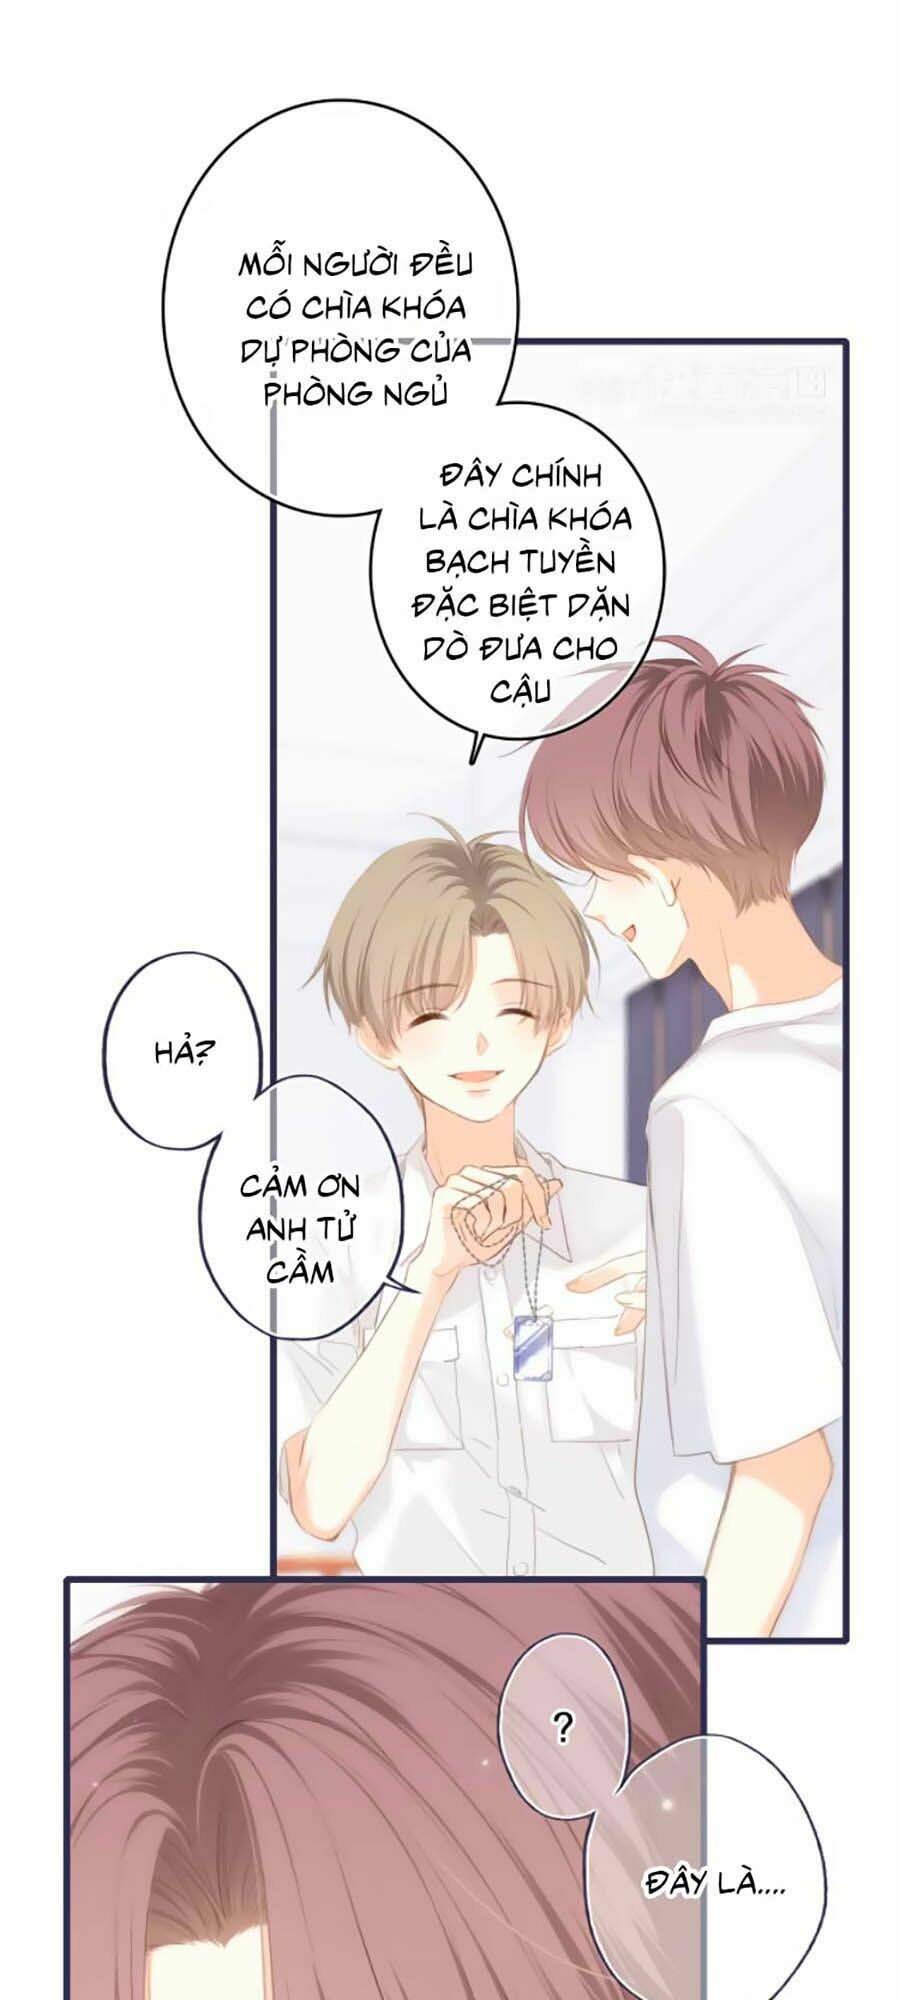 MỖI NGƯỜI ĐỀU
CÓ CHÌA KHÓA
DỰ PHÒNG CỦA
PHÒNG NGỦ
ĐÂY CHÍNH
LÀ CHÌA KHÓA
BẠCH TUYỀN
ĐẶC BIỆT DẶN
DÒ ĐƯA CHO
CẬU
HẢ?
CẢM ƠN
ANH TỬ
CẦM
?
ĐÂY LÀ....